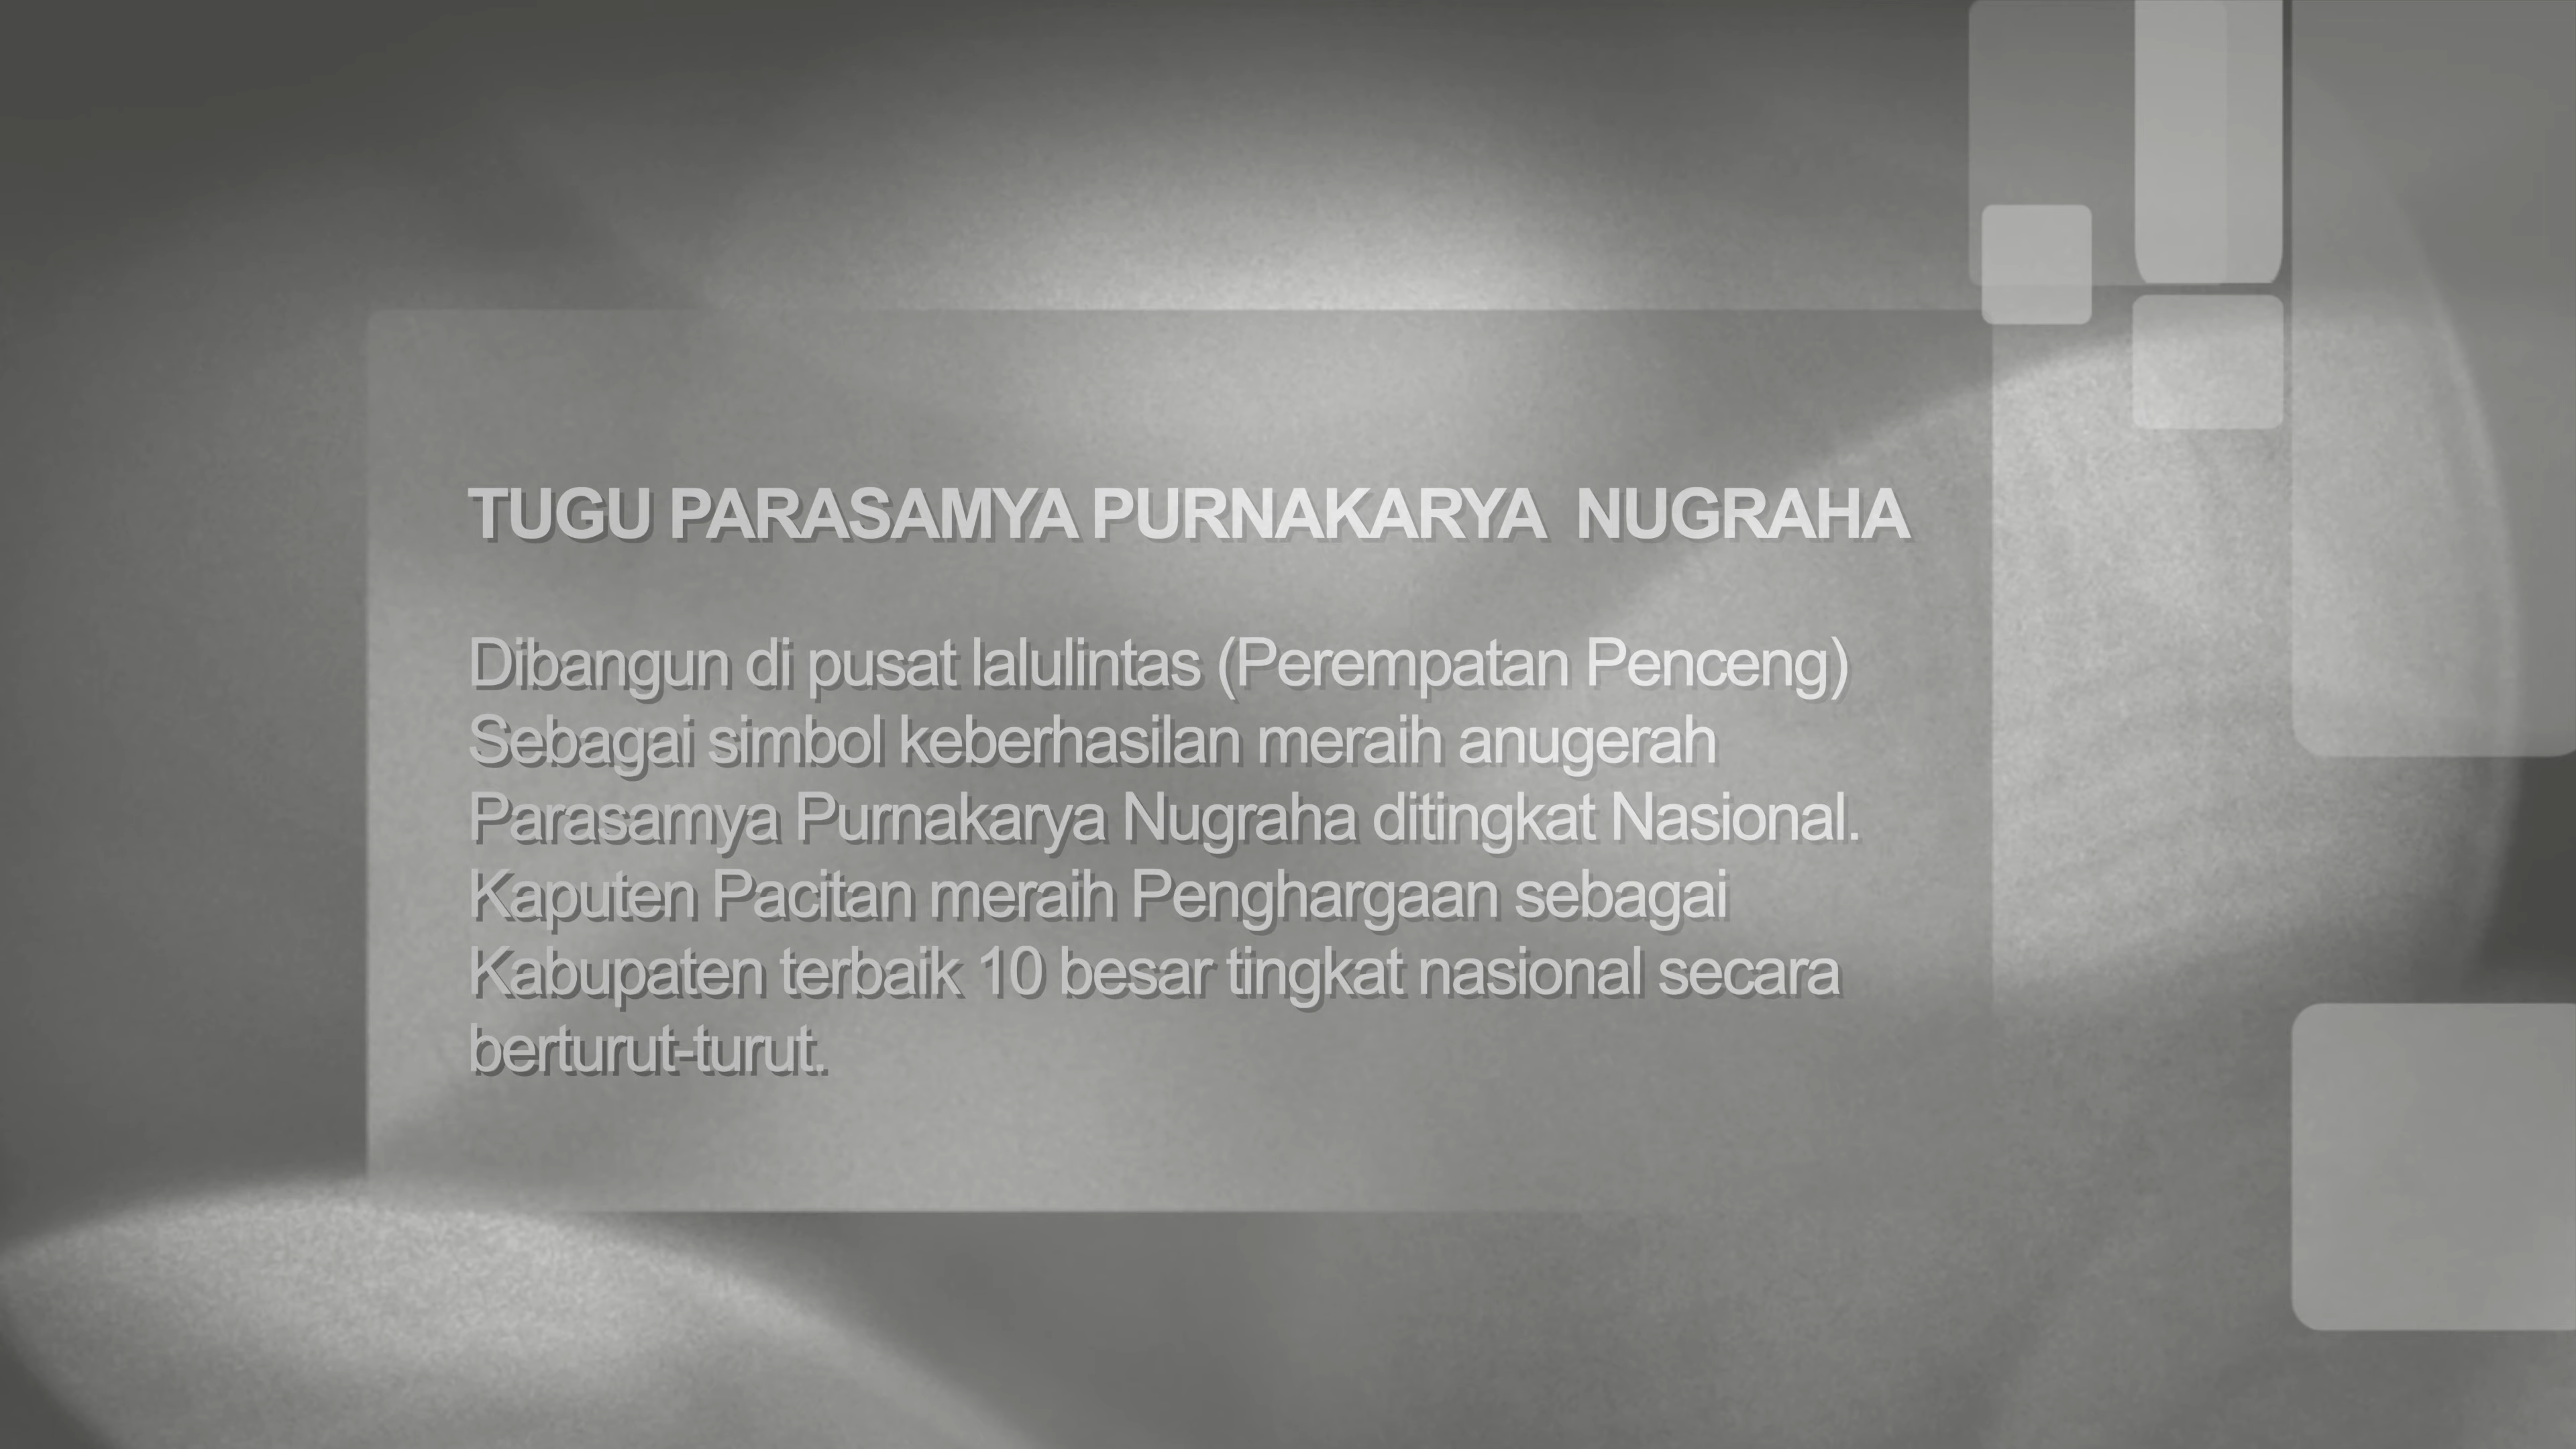 TUGU PARASAMYA PURNAKARYA  NUGRAHA
Dibangun di pusat lalulintas (Perempatan Penceng)
Sebagai simbol keberhasilan meraih anugerah
Parasamya Purnakarya Nugraha ditingkat Nasional.
Kaputen Pacitan meraih Penghargaan sebagai
Kabupaten terbaik 10 besar tingkat nasional secara
berturut-turut.